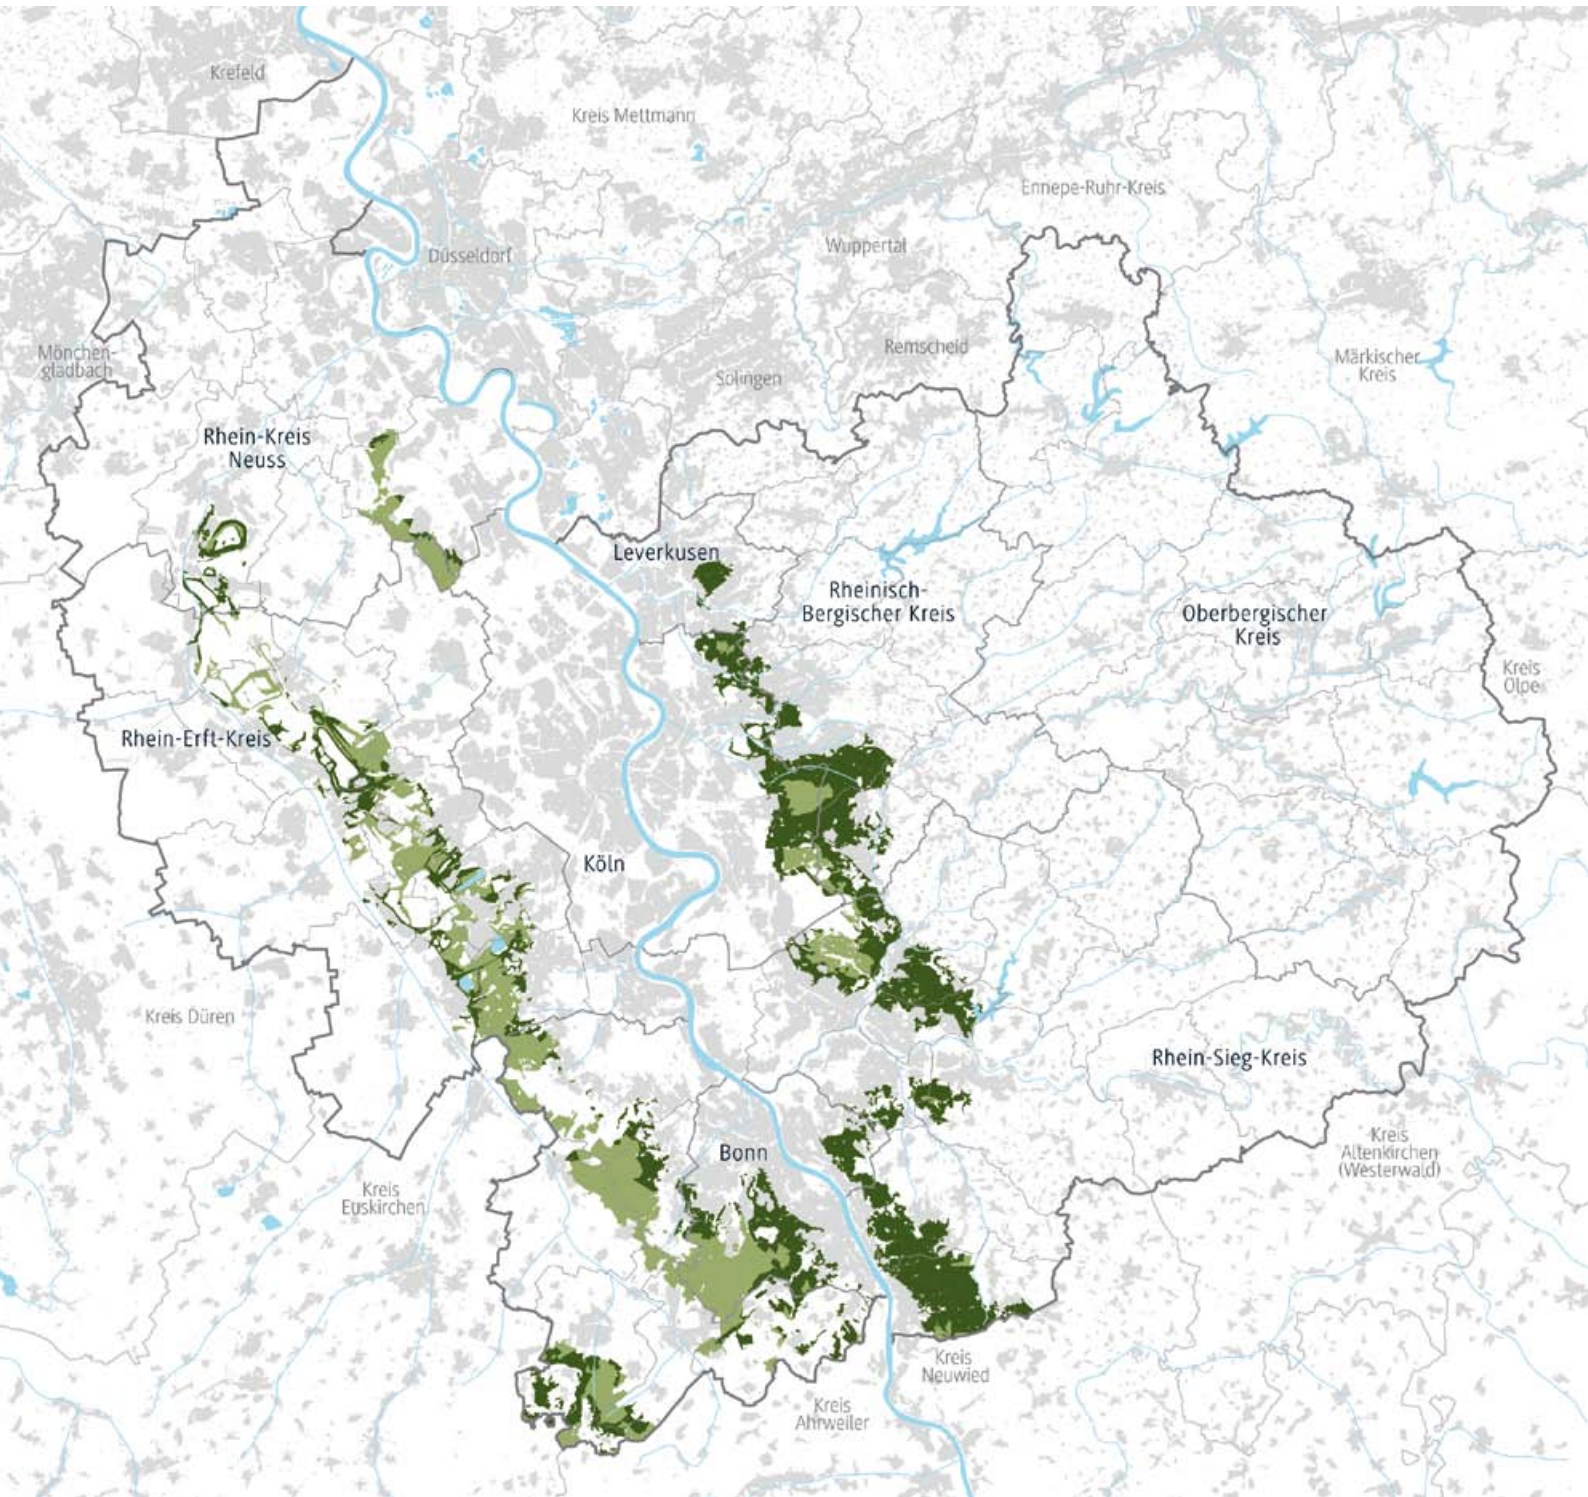 Krefeld
Kreis Mettmann
Ennepe-Ruhr-Kreis
Düsseldorf
Wuppertal
Mönchen-
gladbach
Remscheid
Solingen
Märkischer
Kreis
Rhein-Kreis
Neuss
Leverkusen
Rheinisch-
Bergischer Kreis
Oberbergischer
Kreis
Kreis
Olpe
Rhein-Erft-Kreis
Köln
Kreis Düren
Rhein-Sieg-Kreis
Bonn
Kreis
Altenkirchen
(Westerwald)
Kreis
Euskirchen
Kreis
Neuwied
Kreis
Ahrweiler